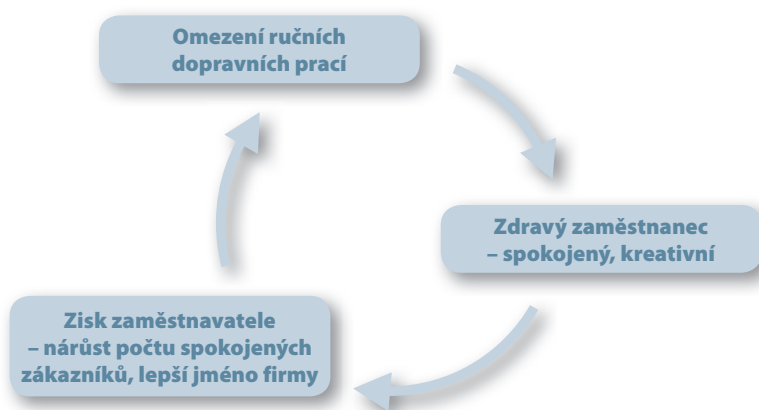 Omezení ručních
dopravních prací
Zdravý zaměstnanec
– spokojený, kreativní
Zisk zaměstnavatele
– nárůst počtu spokojených
zákazníků, lepší jméno firmy